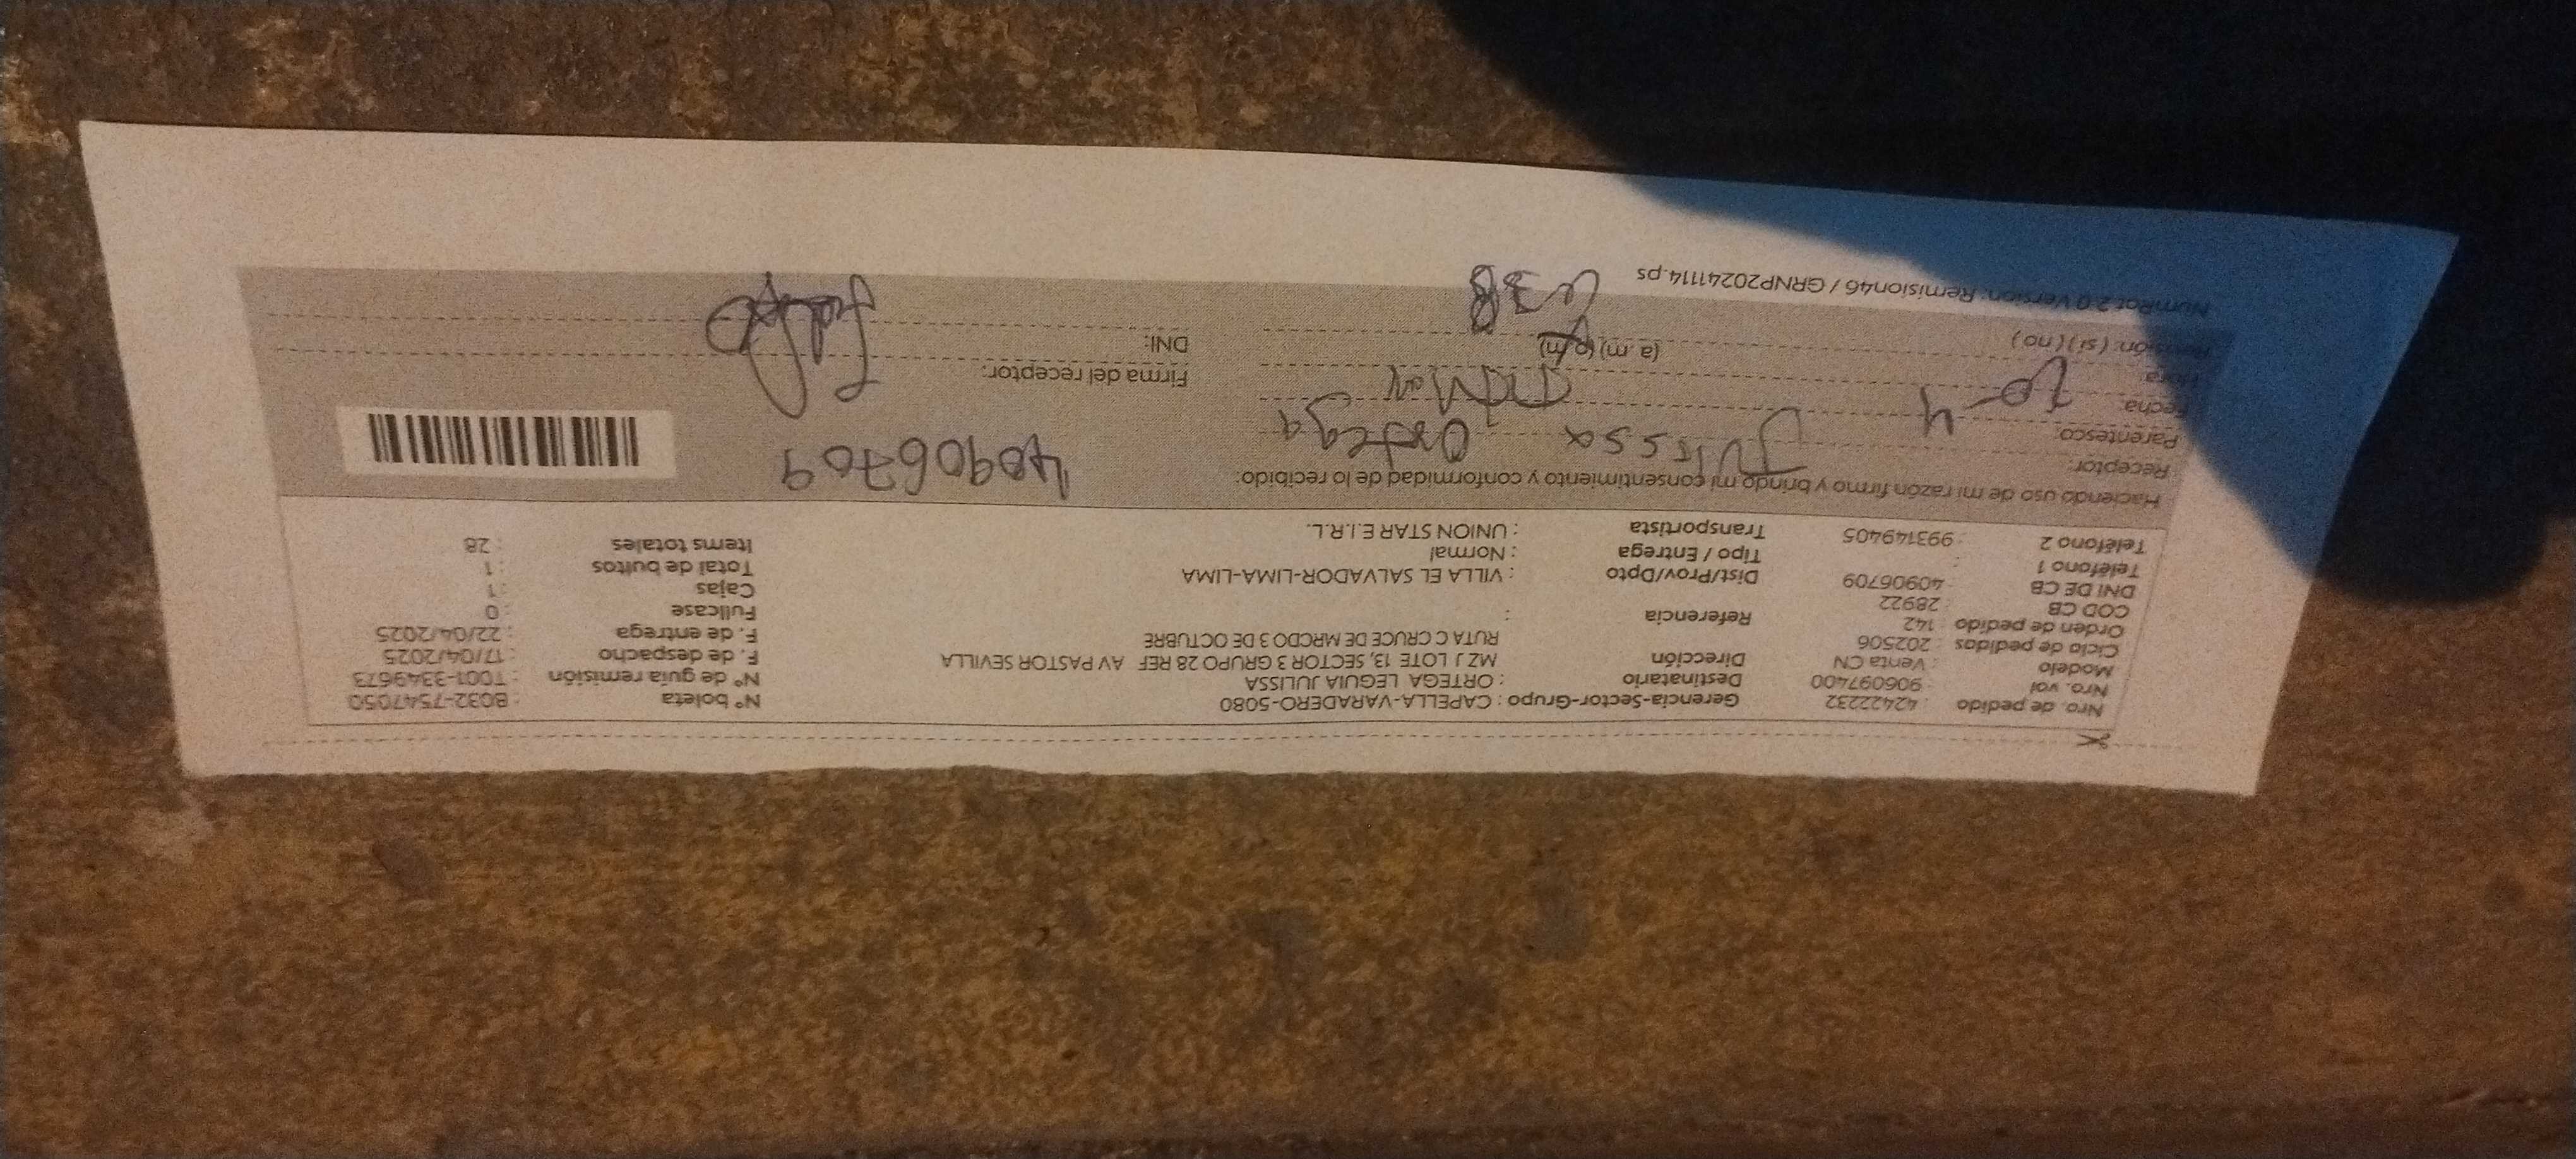 Nro. de pedido : 42422232 Gerencia-Sector-Grupo : CAPELLA-VARADERO-5080 N° boleta : B032-7547050
Nro. vol : 906097400 Destinatario : ORTEGA LEGUIA JULISSA N° de guía remisión : T001-3349673
Modelo : Venta CN Dirección MZ J LOTE 13, SECTOR 3 GRUPO 28 REF AV PASTOR SEVILLA F. de despacho : 17/04/2025
Ciclo de pedidos : 202506 RUTA C CRUCE DE MRCDO 3 DE OCTUBRE F. de entrega : 22/04/2025
Orden de pedido : 142 Referencia : Fullcase : 0
COD CB : 28922 Cajas : 1
DNI DE CB : 40906709 Dist/Prov/Dpto : VILLA EL SALVADOR-LIMA-LIMA Total de bultos : 1
Teléfono 1 : Tipo / Entrega : Normal Items totales : 28
Teléfono 2 : 993149405 Transportista : UNION STAR E.I.R.L.
Haciendo uso de mi razón firmo y brindo mi consentimiento y conformidad de lo recibido:
Receptor: Julissa Ortega 40906709
Parentesco:
Fecha: 4
Hora: (a. m) (p. m) Firma del receptor:
Remisión: ( si ) ( no ) DNI:
NumRot 2.0 Version: Remision46 / GRNP20241114.ps